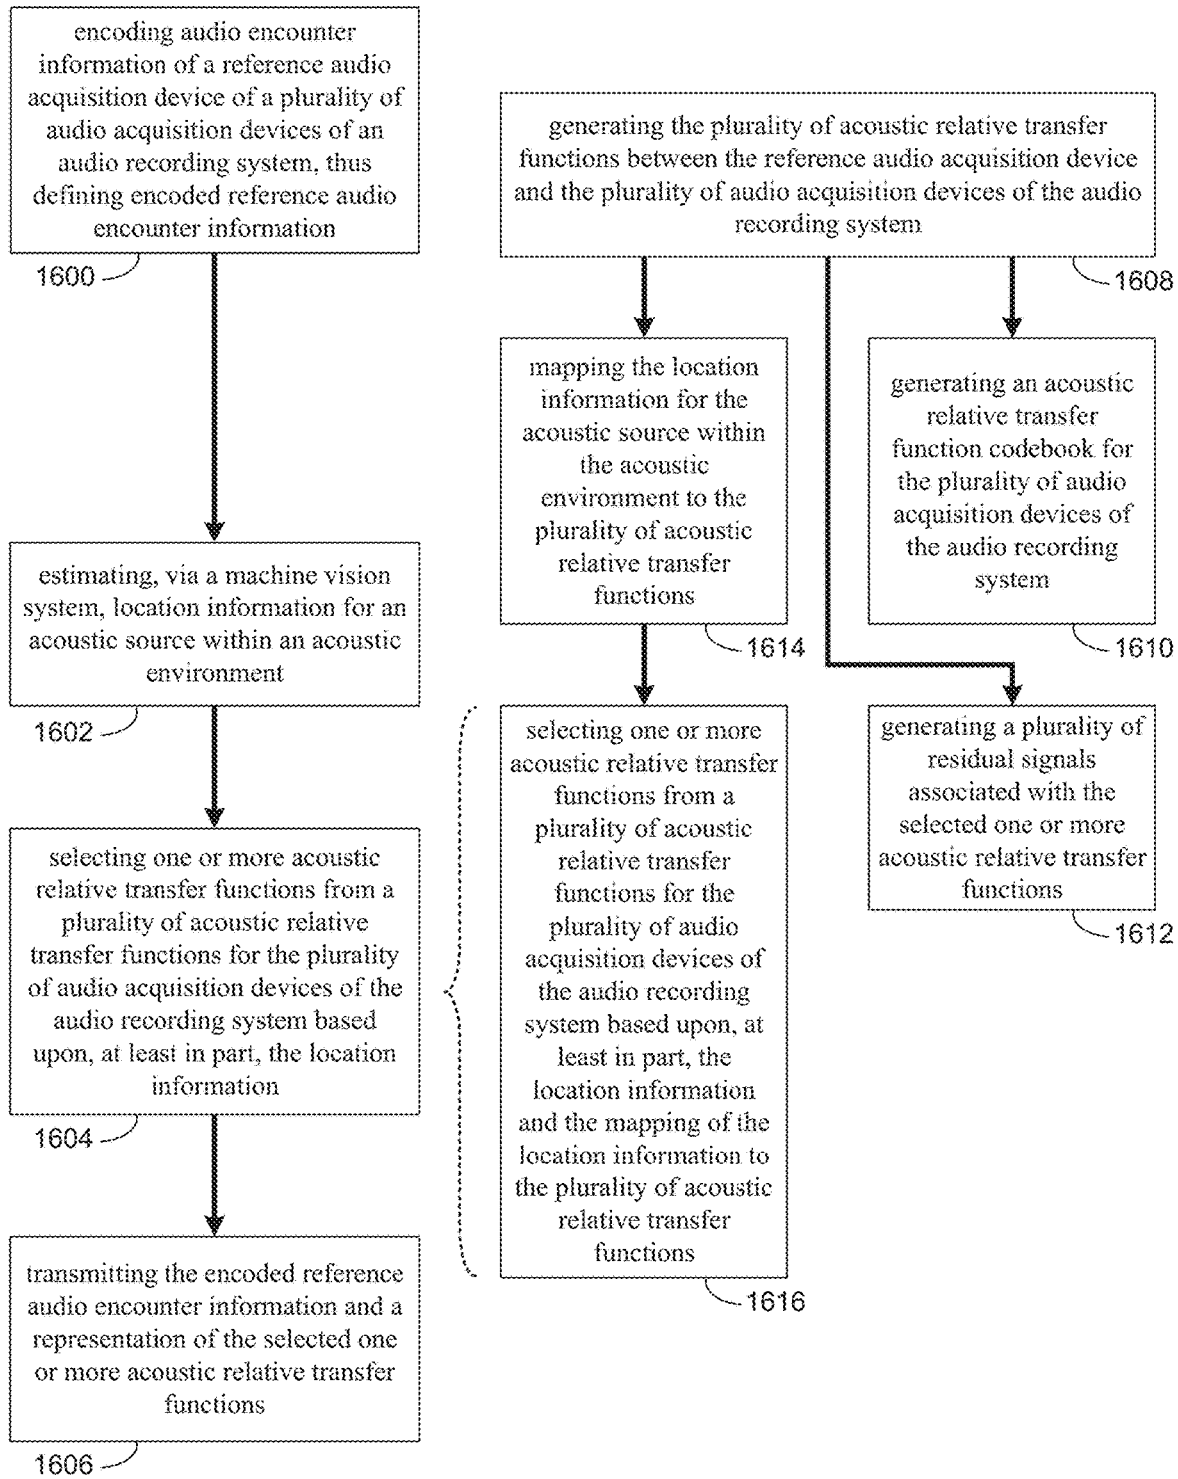 encoding audio encounter
information of a reference audio
acquisition device of a plurality of
audio acquisition devices of an
audio recording system, thus
defining encoded reference audio
encounter information
1600
estimating, via a machine vision
system, location information for an
acoustic source within an acoustic
environment
1602
selecting one or more acoustic
relative transfer functions from a
plurality of acoustic relative
transfer functions for the plurality
of audio acquisition devices of the
audio recording system based
upon, at least in part, the location
information
1604
transmitting the encoded reference
audio encounter information and a
representation of the selected one
or more acoustic relative transfer
functions
1606
generating the plurality of acoustic relative transfer
functions between the reference audio acquisition device
and the plurality of audio acquisition devices of the audio
recording system
1608
mapping the location
information for the
acoustic source within
the acoustic
environment to the
plurality of acoustic
relative transfer
functions
1614
selecting one or more
acoustic relative transfer
functions from a
plurality of acoustic
relative transfer
functions for the
plurality of audio
acquisition devices of
the audio recording
system based upon, at
least in part, the
location information
and the mapping of the
location information to
the plurality of acoustic
relative transfer
functions
1616
generating an acoustic
relative transfer
function codebook for
the plurality of audio
acquisition devices of
the audio recording
system
1610
generating a plurality of
residual signals
associated with the
selected one or more
acoustic relative transfer
functions
1612